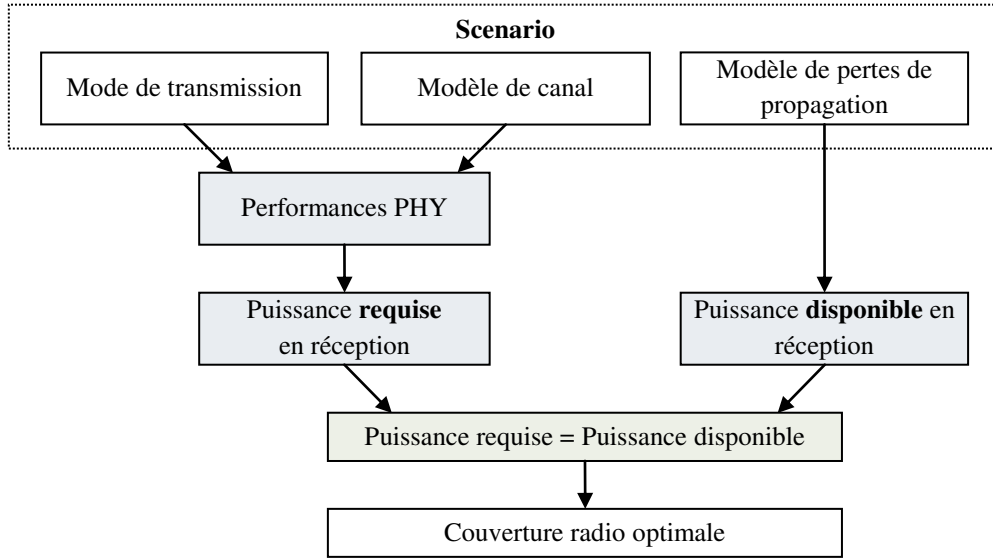 Scenario
Mode de transmission
Modèle de canal
Modèle de pertes de
propagation
Performances PHY
Puissance requise
en réception
Puissance disponible en
réception
Puissance requise = Puissance disponible
Couverture radio optimale